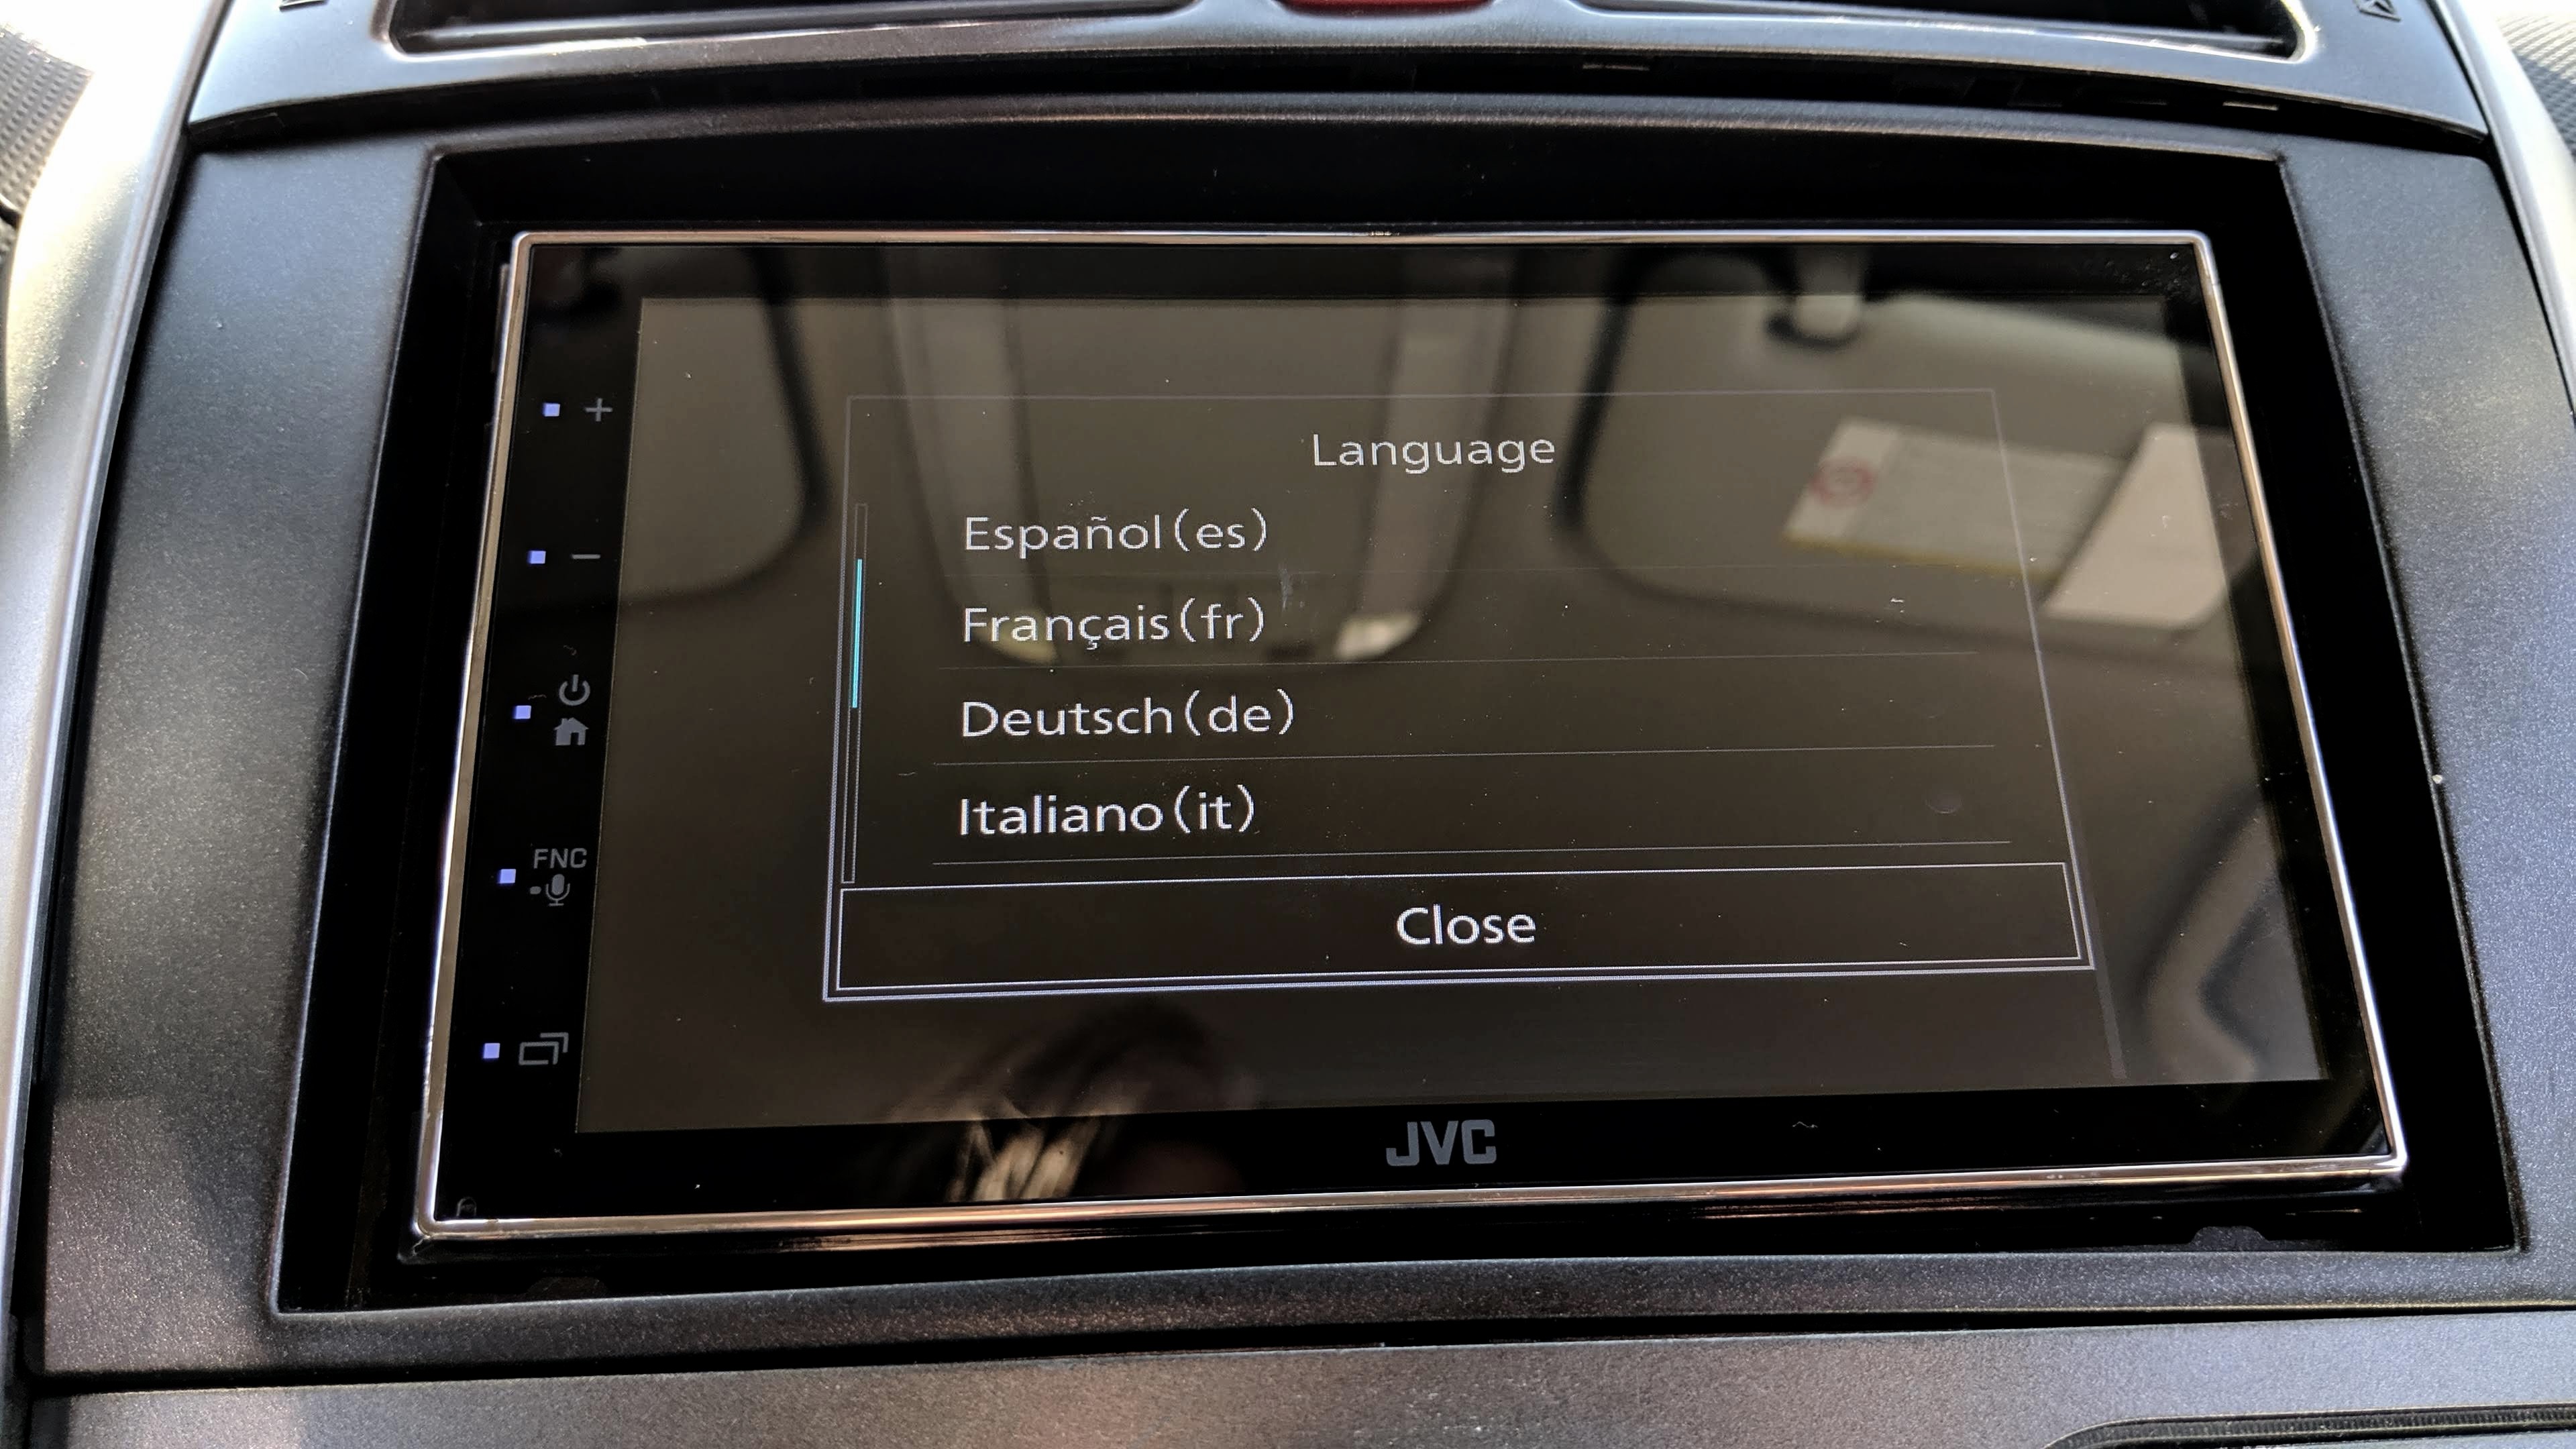 Language
Español(es)
Français(fr)
Deutsch(de)
Italiano(it)
Close
FNC
JVC